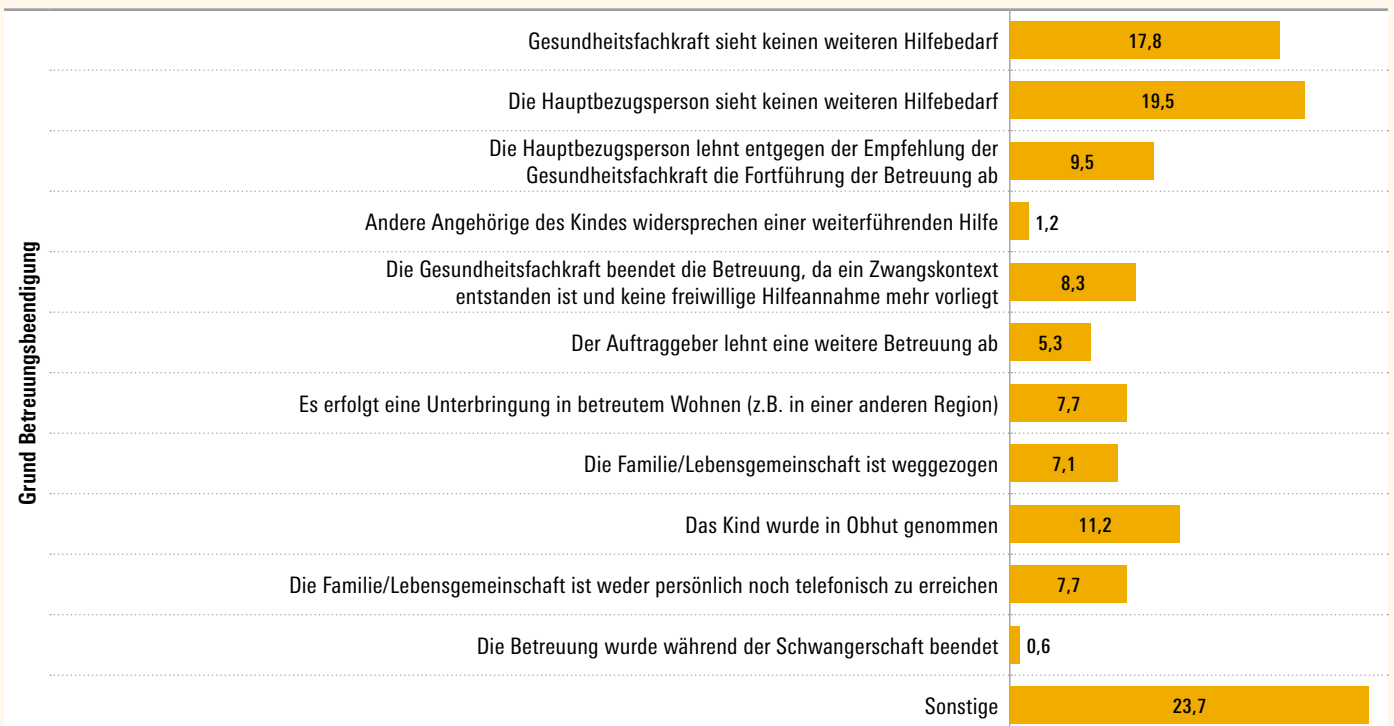 Grund Betreuungsbeendigung
Gesundheitsfachkraft sieht keinen weiteren Hilfebedarf
17,8
Die Hauptbezugsperson sieht keinen weiteren Hilfebedarf
19,5
Die Hauptbezugsperson lehnt entgegen der Empfehlung der
Gesundheitsfachkraft die Fortführung der Betreuung ab
9,5
Andere Angehörige des Kindes widersprechen einer weiterführenden Hilfe
1,2
Die Gesundheitsfachkraft beendet die Betreuung, da ein Zwangskontext
entstanden ist und keine freiwillige Hilfeannahme mehr vorliegt
8,3
Der Auftraggeber lehnt eine weitere Betreuung ab
5,3
Es erfolgt eine Unterbringung in betreutem Wohnen (z.B. in einer anderen Region)
7,7
Die Familie/Lebensgemeinschaft ist weggezogen
7,1
Das Kind wurde in Obhut genommen
11,2
Die Familie/Lebensgemeinschaft ist weder persönlich noch telefonisch zu erreichen
7,7
Die Betreuung wurde während der Schwangerschaft beendet
0,6
Sonstige
23,7